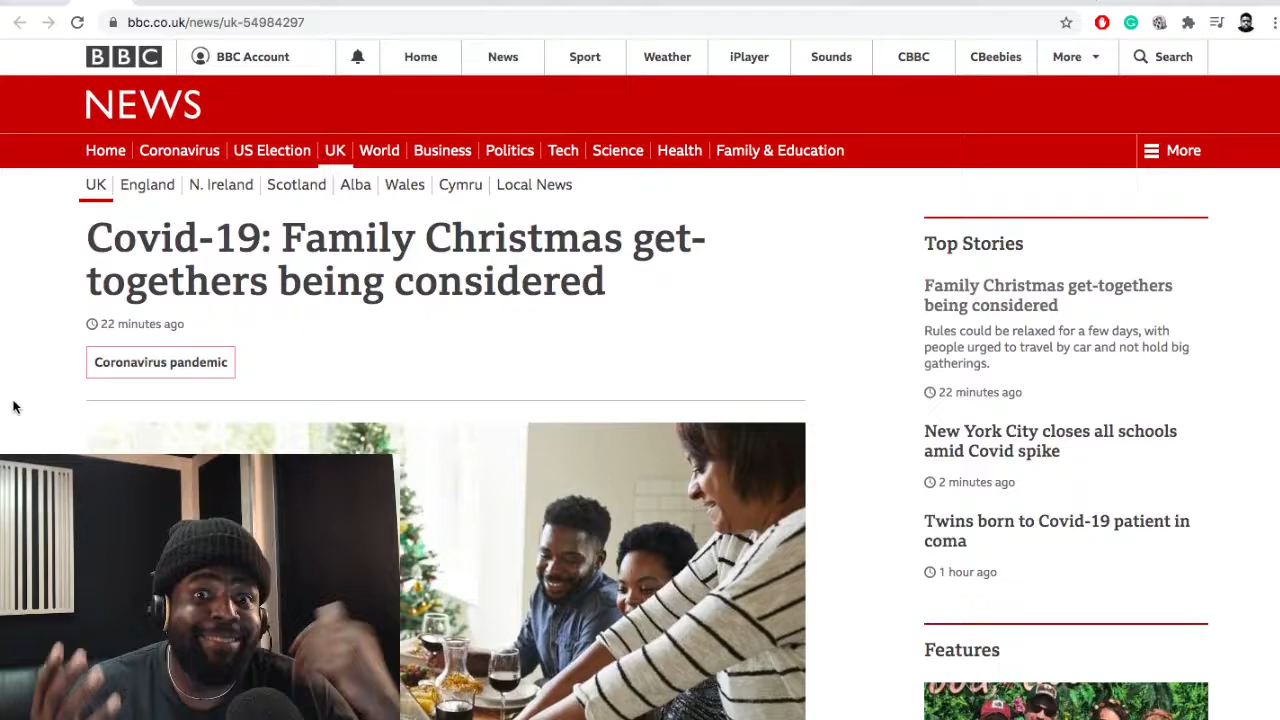 bbc.co.uk/news/uk-54984297
BBC
BBC Account
Home
News
Sport
Weather
iPlayer
Sounds
CBBC
CBeebies
More
Search
NEWS
Home
Coronavirus
US Election
UK
World
Business
Politics
Tech
Science
Health
Family & Education
More
UK
England
N. Ireland
Scotland
Alba
Wales
Cymru
Local News
Covid-19: Family Christmas get-
togethers being considered
22 minutes ago
Coronavirus pandemic
Top Stories
Family Christmas get-togethers
being considered
Rules could be relaxed for a few days, with
people urged to travel by car and not hold big
gatherings.
22 minutes ago
New York City closes all schools
amid Covid spike
2 minutes ago
Twins born to Covid-19 patient in
coma
1 hour ago
Features